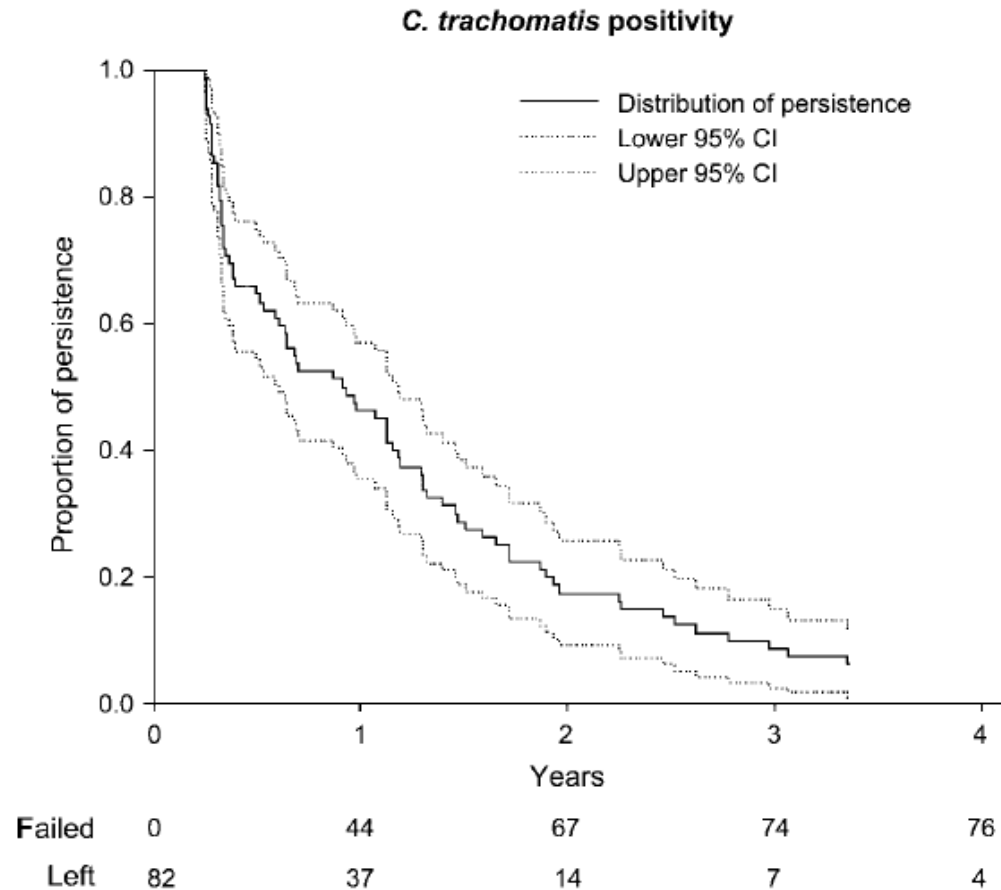 C. trachomatis positivity
1.0
0.8
0.6
0.4
0.2
0.0
Proportion of persistence
Distribution of persistence
Lower 95% CI
Upper 95% CI
0 1 2 3 4
Years
Failed 0 44 67 74 76
Left 82 37 14 7 4